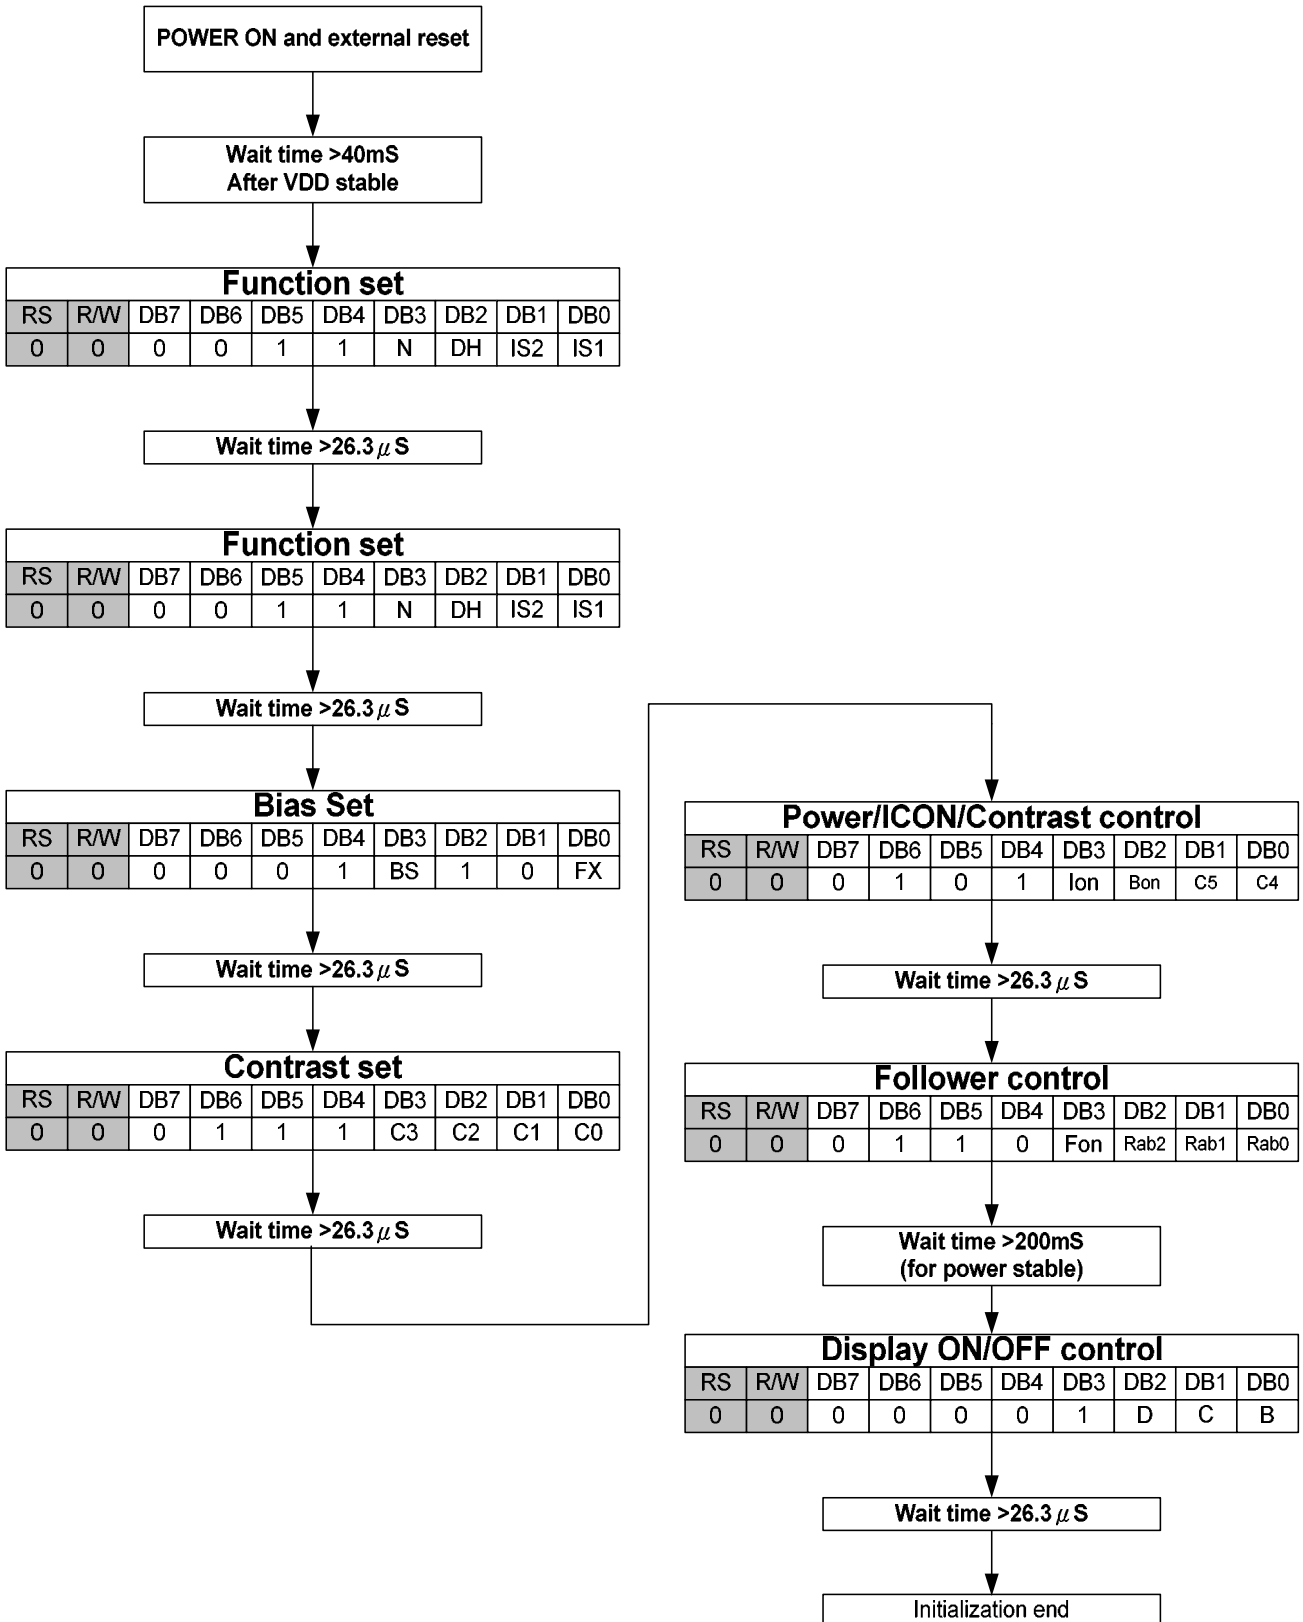 POWER ON and external reset
Wait time >40mS
After VDD stable
Function set
RS R/W DB7 DB6 DB5 DB4 DB3 DB2 DB1 DB0
0 0 0 0 1 1 N DH IS2 IS1
Wait time >26.3 μ S
Function set
RS R/W DB7 DB6 DB5 DB4 DB3 DB2 DB1 DB0
0 0 0 0 1 1 N DH IS2 IS1
Wait time >26.3 μ S
Bias Set
RS R/W DB7 DB6 DB5 DB4 DB3 DB2 DB1 DB0
0 0 0 0 0 1 BS 1 0 FX
Wait time >26.3 μ S
Contrast set
RS R/W DB7 DB6 DB5 DB4 DB3 DB2 DB1 DB0
0 0 0 1 1 1 C3 C2 C1 C0
Wait time >26.3 μ S
Power/ICON/Contrast control
RS R/W DB7 DB6 DB5 DB4 DB3 DB2 DB1 DB0
0 0 0 1 0 1 Ion Bon C5 C4
Wait time >26.3 μ S
Follower control
RS R/W DB7 DB6 DB5 DB4 DB3 DB2 DB1 DB0
0 0 0 1 1 0 Fon Rab2 Rab1 Rab0
Wait time >200mS
(for power stable)
Display ON/OFF control
RS R/W DB7 DB6 DB5 DB4 DB3 DB2 DB1 DB0
0 0 0 0 0 0 1 D C B
Wait time >26.3 μ S
Initialization end